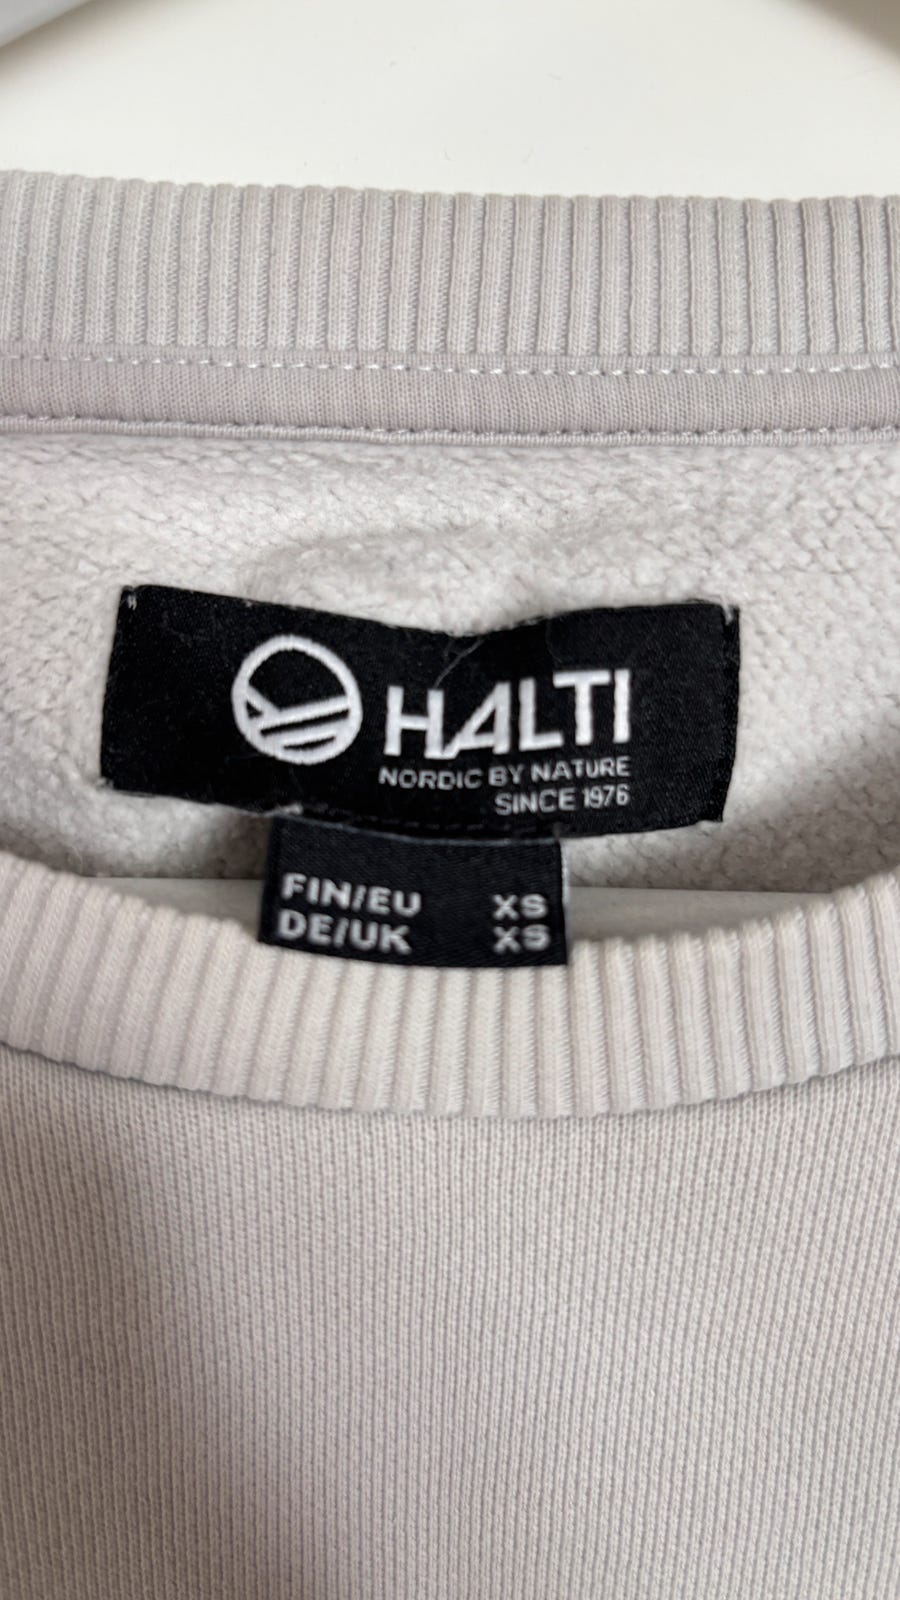 HALTI
NORDIC BY NATURE
SINCE 1976
FIN/EU XS
DE/UK XS